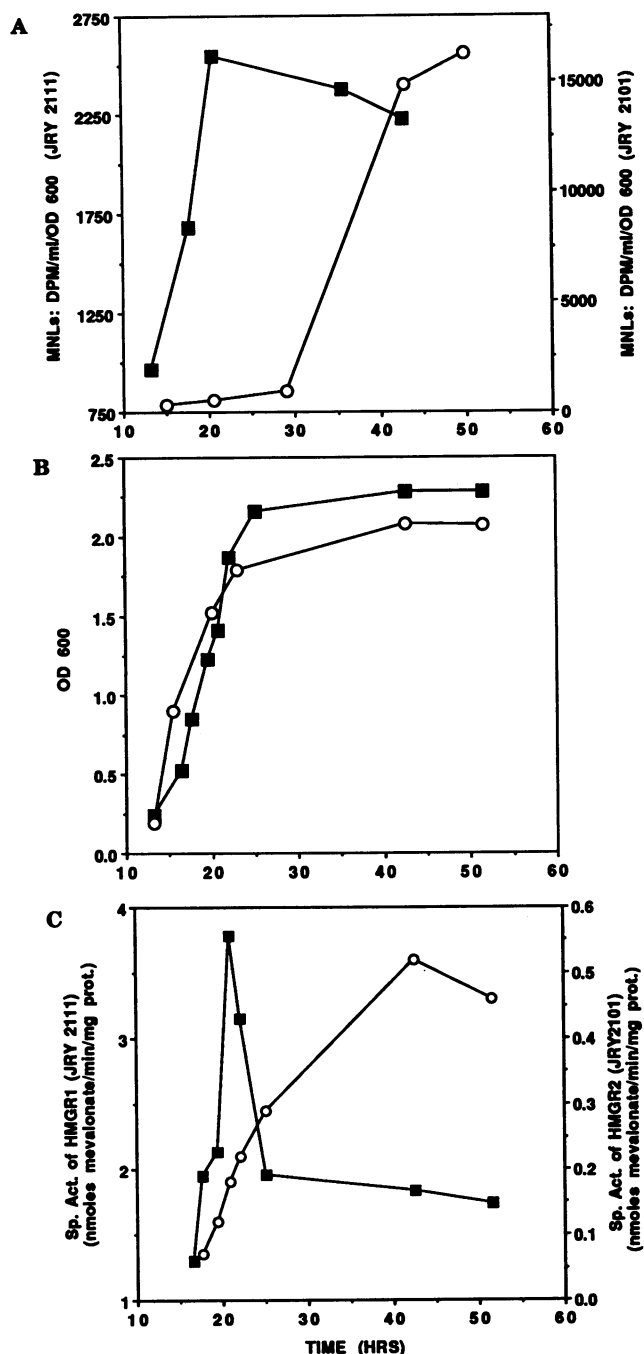 A
MNLs: DPM/ml/OD 600 (JRY 2111)
2750
2250
1750
1250
750
15000
10000
5000
0
MNLs: DPM/ml/OD 600 (JRY 2101)
10 20 30 40 50 60
B
OD 600
2.5
2.0
1.5
1.0
0.5
0.0
10 20 30 40 50 60
C
Sp. Act. of HMGR1 (JRY 2111)
(nmoles mevalonate/min/mg prot.)
4
3
2
1
0.6
0.5
0.4
0.3
0.2
0.1
0.0
Sp. Act. of HMGR2 (JRY2101)
(nmoles mevalonate/min/mg prot.)
10 20 30 40 50 60
TIME (HRS)